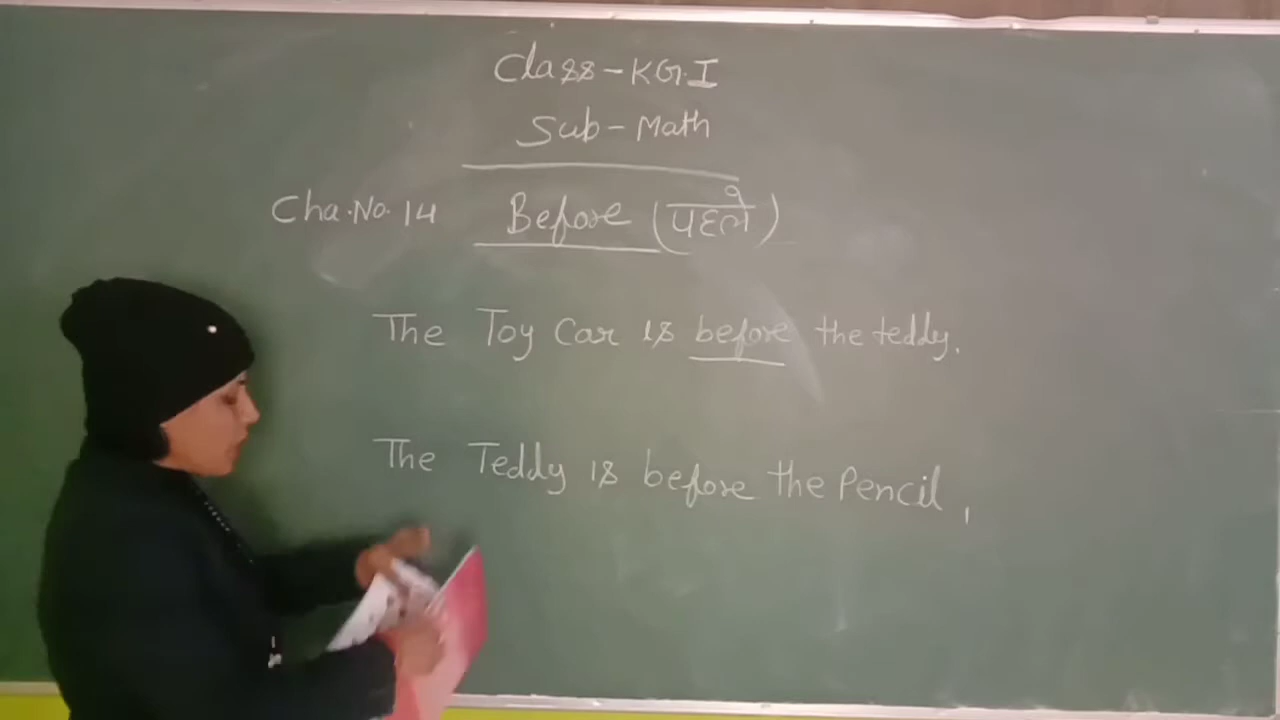 Class-KG.I
Sub-Math
Cha.No.14 Before (पहले)
The Toy Car is before the teddy.
The Teddy is before the Pencil,